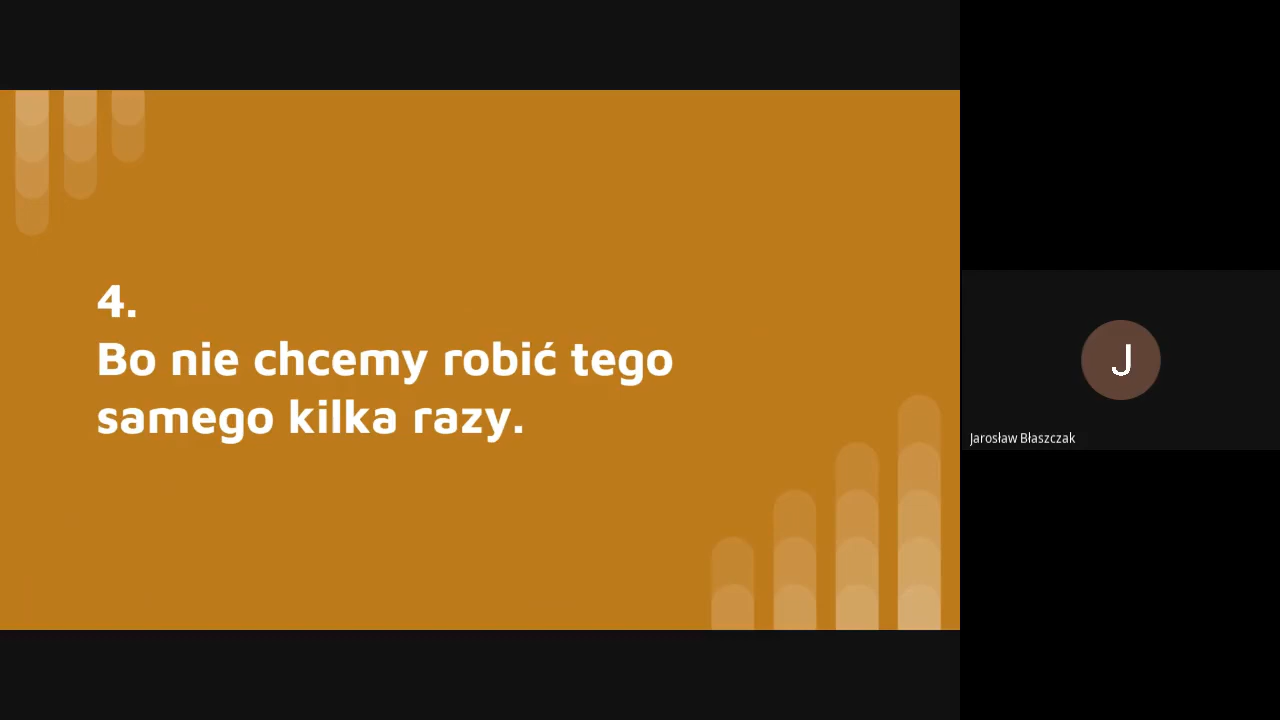 4.
Bo nie chcemy robić tego
samego kilka razy.
J
Jarosław Błaszczak